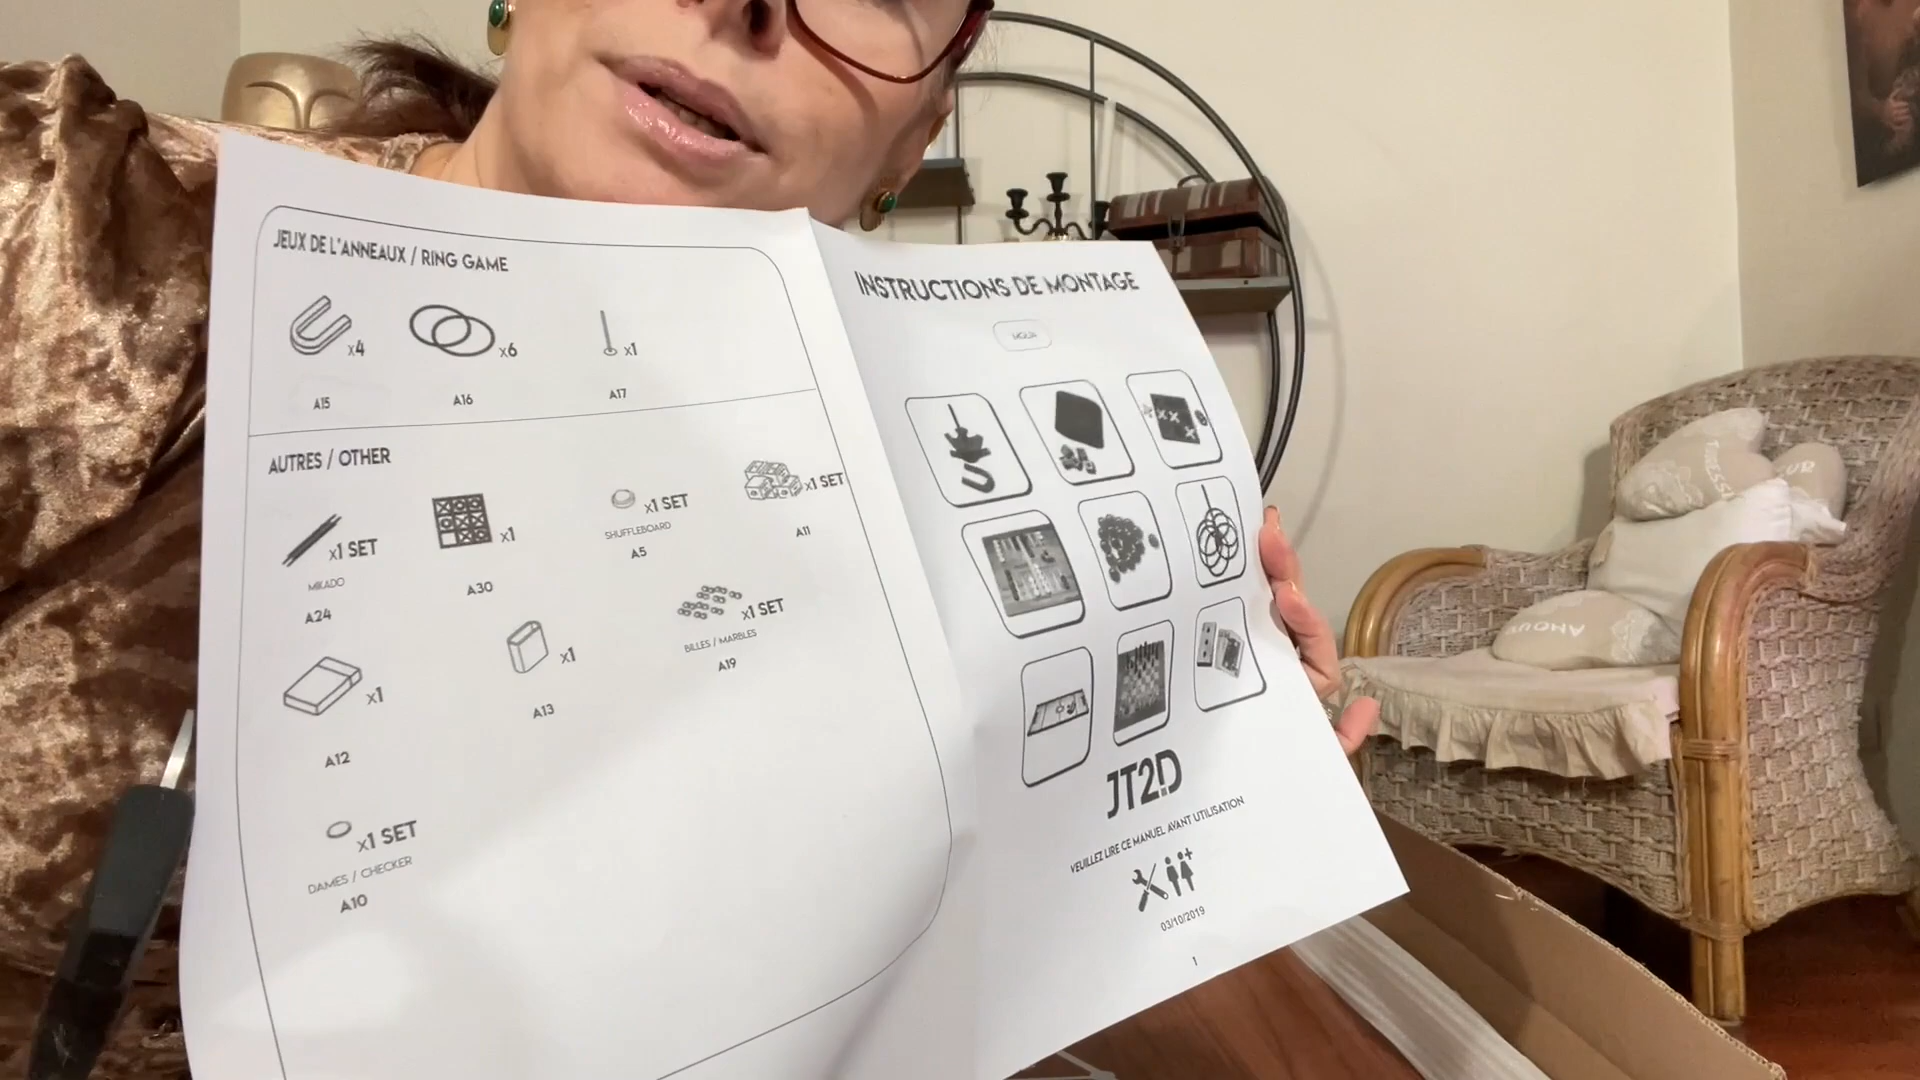 JEUX DE L'ANNEAUX / RING GAME
x4
x6
x1
A15
A16
A17
AUTRES / OTHER
x1 SET
MIKADO
A24
x1
A30
x1 SET
SHUFFLEBOARD
A5
x1 SET
A11
x1
A12
x1
A13
x1 SET
BILLES / MARBLES
A19
x1 SET
DAMES / CHECKER
A10
INSTRUCTIONS DE MONTAGE
JT2D
VEUILLEZ LIRE CE MANUEL AVANT UTILISATION
03/10/2019
1